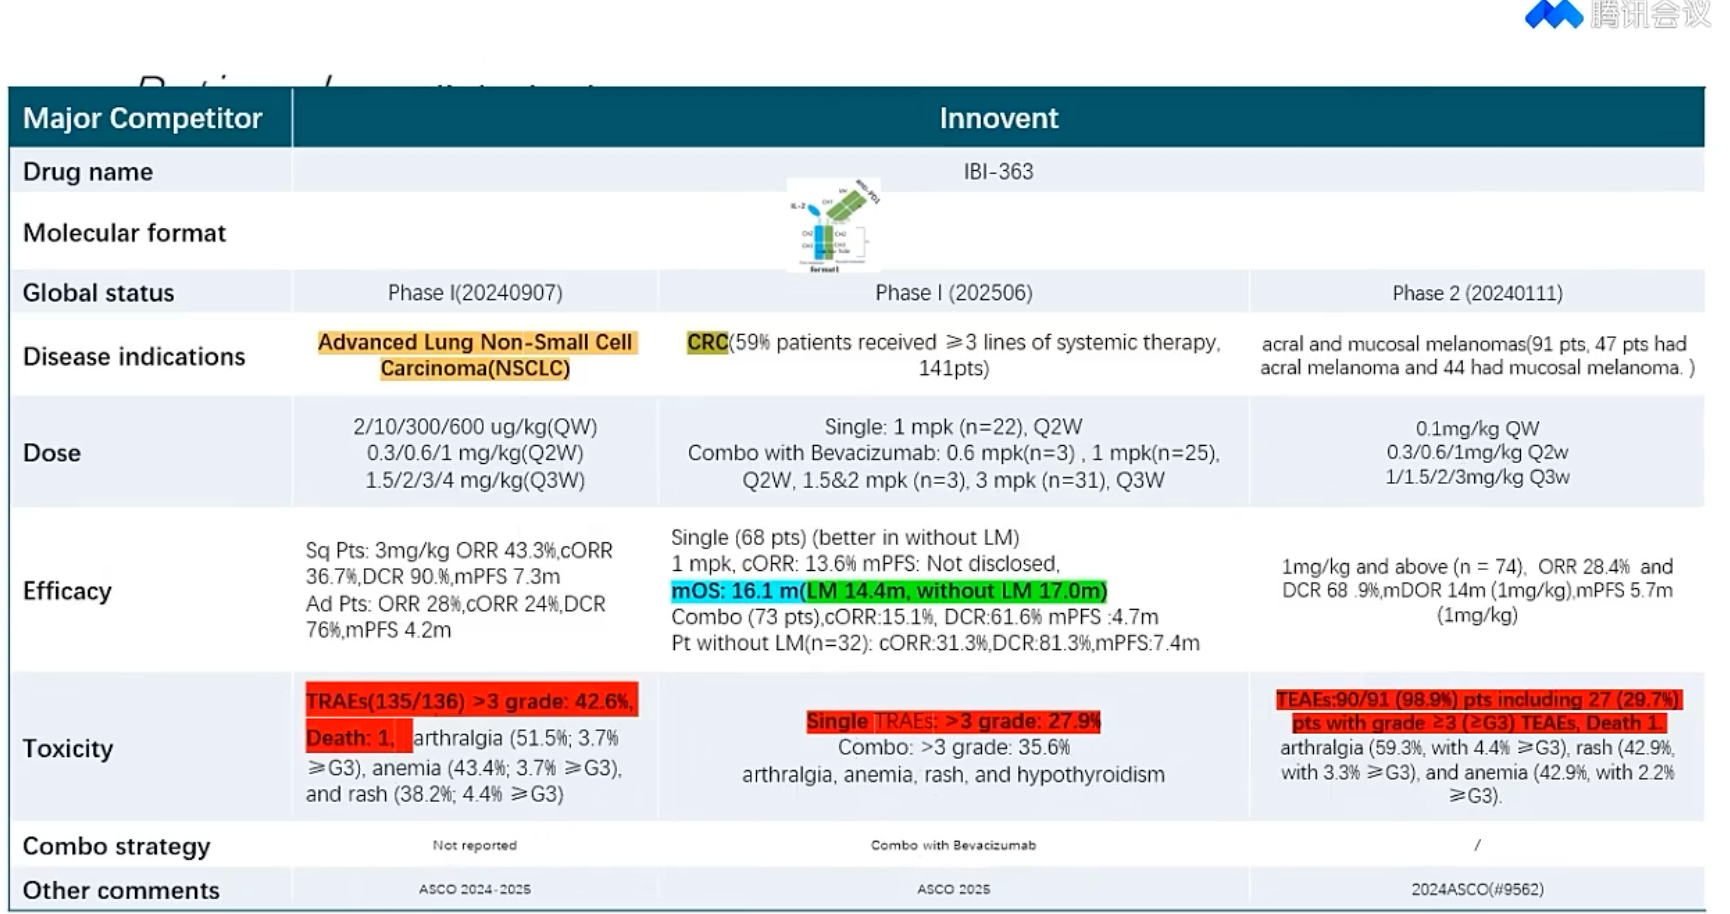 腾讯会议
Major Competitor
Innovent
Drug name
IBI-363
IL-2
anti-PD1
Molecular format
CH2 CH2
Format1
Global status
Phase I(20240907)
Phase I (202506)
Phase 2 (20240111)
Disease indications
Advanced Lung Non-Small Cell
Carcinoma(NSCLC)
CRC(59% patients received ≥3 lines of systemic therapy,
141pts)
acral and mucosal melanomas(91 pts, 47 pts had
acral melanoma and 44 had mucosal melanoma. )
Dose
2/10/300/600 ug/kg(QW)
0.3/0.6/1 mg/kg(Q2W)
1.5/2/3/4 mg/kg(Q3W)
Single: 1 mpk (n=22), Q2W
Combo with Bevacizumab: 0.6 mpk(n=3) , 1 mpk(n=25),
Q2W, 1.5&2 mpk (n=3), 3 mpk (n=31), Q3W
0.1mg/kg QW
0.3/0.6/1mg/kg Q2w
1/1.5/2/3mg/kg Q3w
Efficacy
Sq Pts: 3mg/kg ORR 43.3%,cORR
36.7%,DCR 90.%,mPFS 7.3m
Ad Pts: ORR 28%,cORR 24%,DCR
76%,mPFS 4.2m
Single (68 pts) (better in without LM)
1 mpk, cORR: 13.6% mPFS: Not disclosed,
mOS: 16.1 m(LM 14.4m, without LM 17.0m)
Combo (73 pts),cORR:15.1%, DCR:61.6% mPFS :4.7m
Pt without LM(n=32): cORR:31.3%,DCR:81.3%,mPFS:7.4m
1mg/kg and above (n = 74), ORR 28.4% and
DCR 68 .9%,mDOR 14m (1mg/kg),mPFS 5.7m
(1mg/kg)
Toxicity
TRAEs(135/136) >3 grade: 42.6%,
Death: 1, arthralgia (51.5%; 3.7%
≥G3), anemia (43.4%; 3.7% ≥G3),
and rash (38.2%; 4.4% ≥G3)
Single TRAEs: >3 grade: 27.9%
Combo: >3 grade: 35.6%
arthralgia, anemia, rash, and hypothyroidism
TEAEs:90/91 (98.9%) pts including 27 (29.7%)
pts with grade ≥3 (≥G3) TEAEs, Death 1.
arthralgia (59.3%, with 4.4% ≥G3), rash (42.9%,
with 3.3% ≥G3), and anemia (42.9%, with 2.2%
≥G3).
Combo strategy
Not reported
Combo with Bevacizumab
/
Other comments
ASCO 2024-2025
ASCO 2025
2024ASCO(#9562)